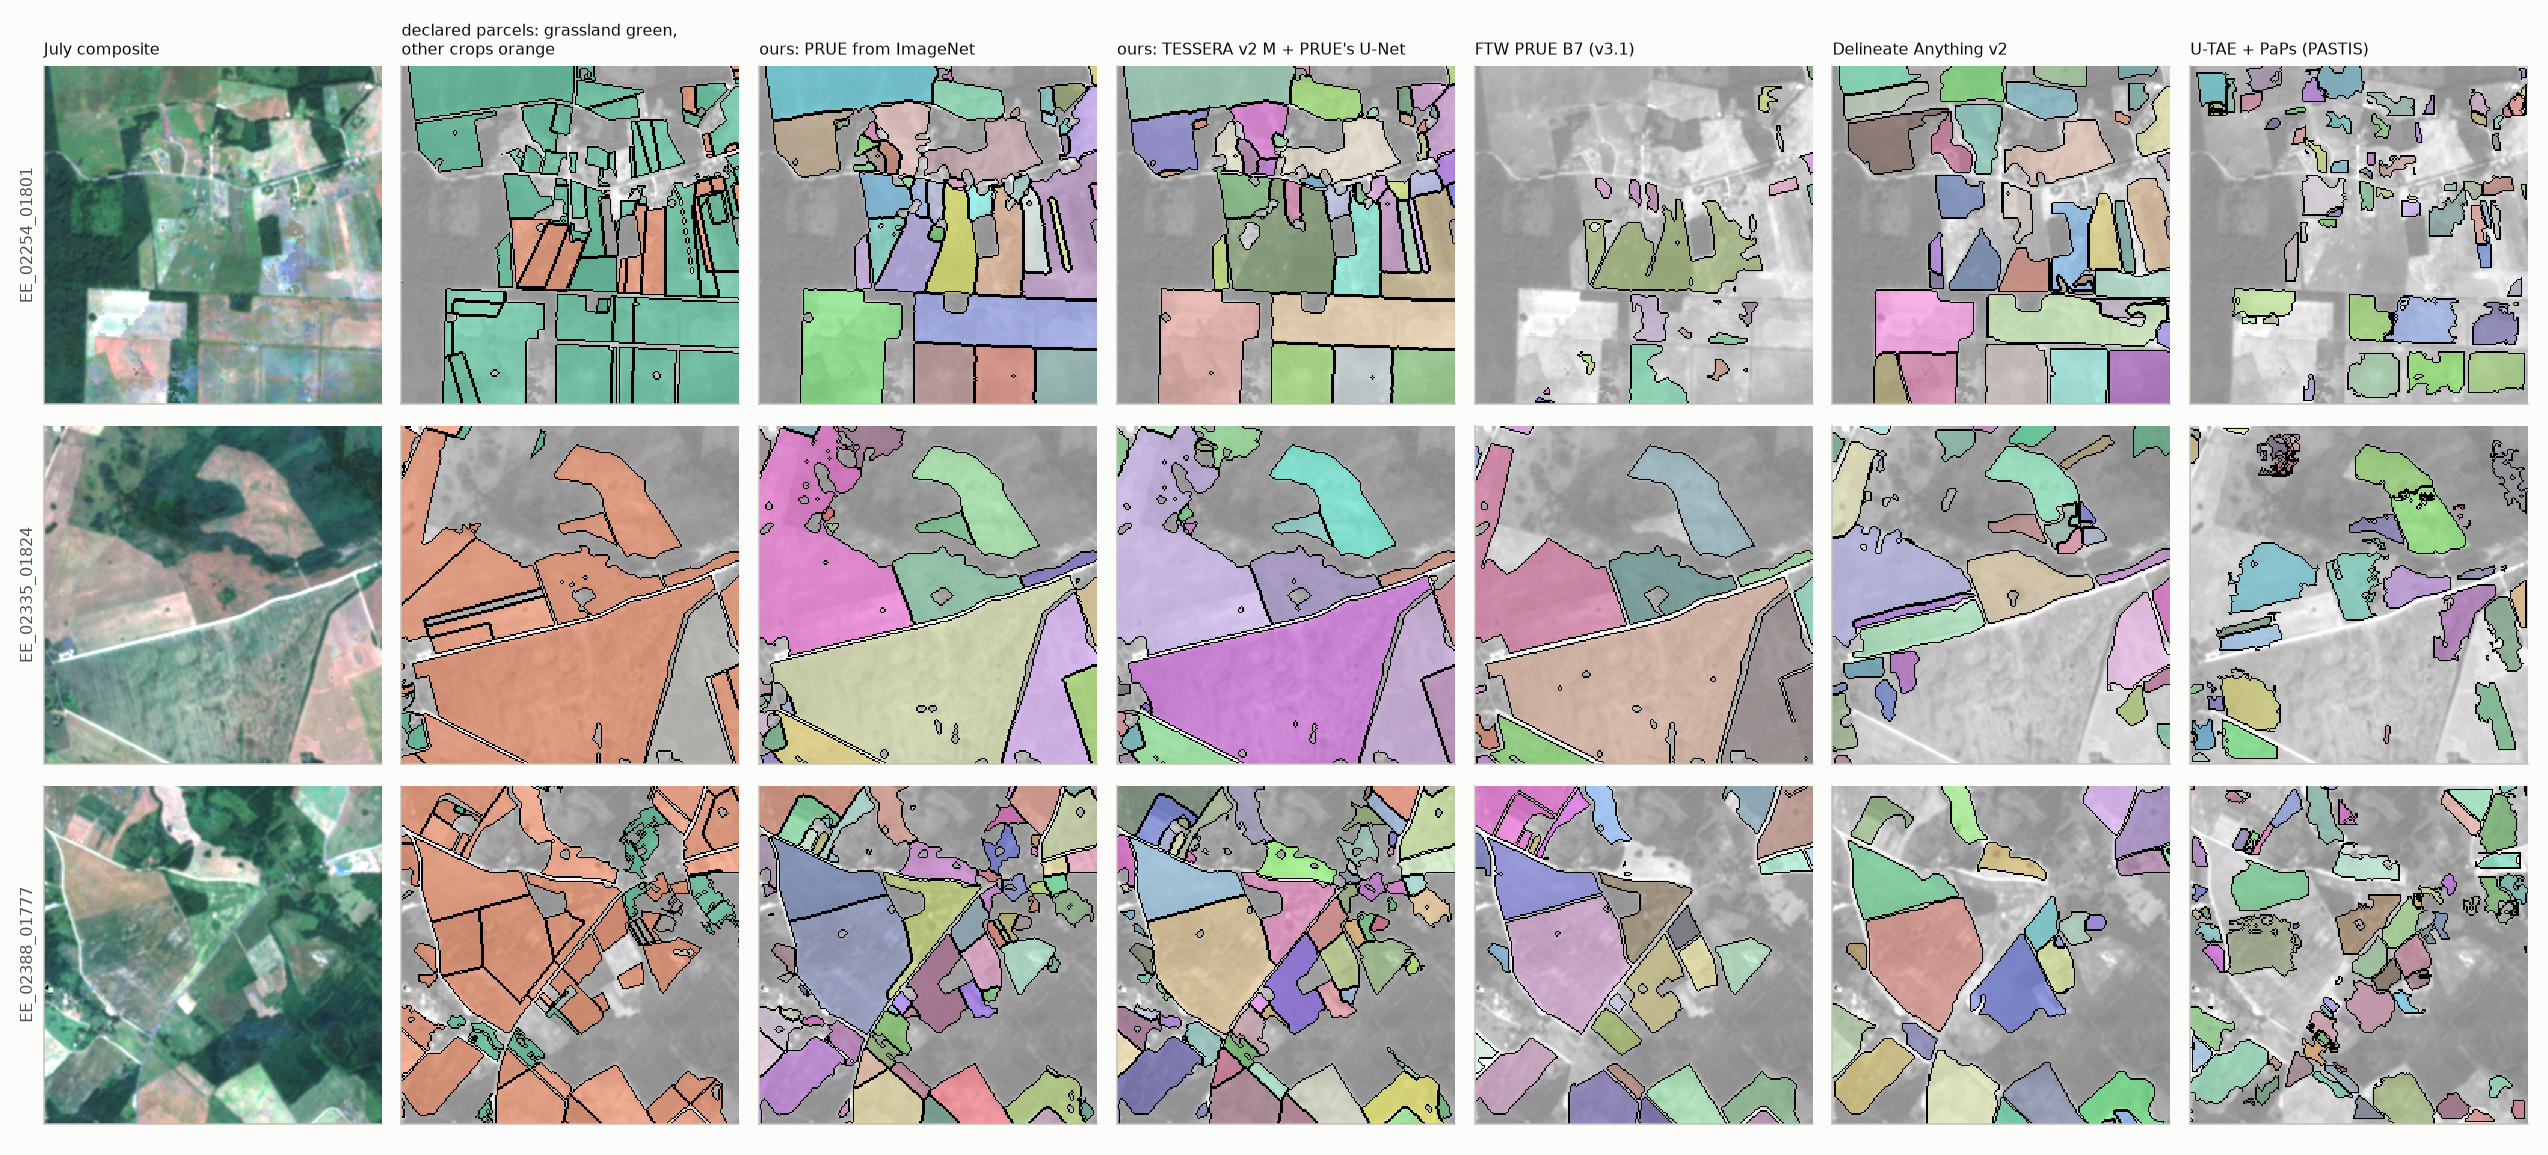 July composite
declared parcels: grassland green,
other crops orange
ours: PRUE from ImageNet
ours: TESSERA v2 M + PRUE's U-Net
FTW PRUE B7 (v3.1)
Delineate Anything v2
U-TAE + PaPs (PASTIS)
EE_02254_01801
EE_02335_01824
EE_02388_01777